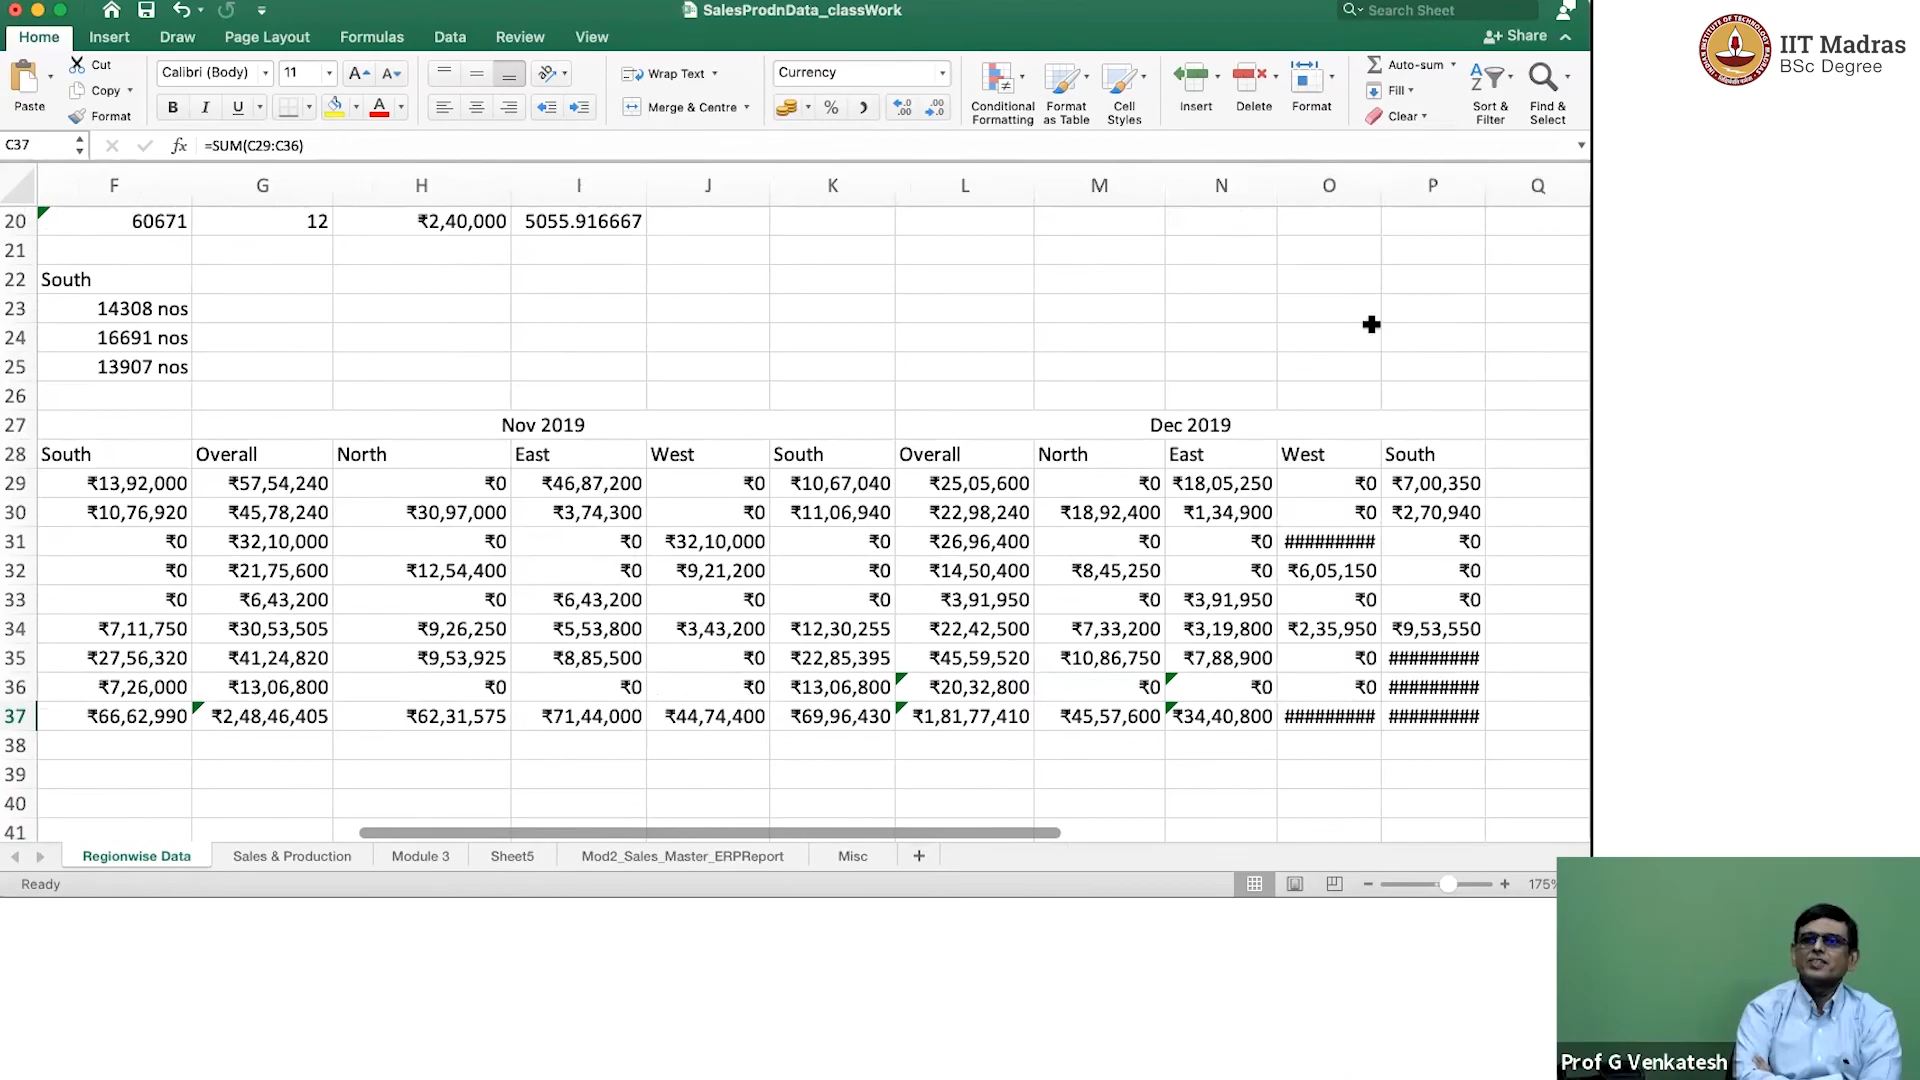 SalesProdnData_classWork
Search Sheet
Home Insert Draw Page Layout Formulas Data Review View
Share
IIT Madras
BSc Degree
INDIAN INSTITUTE OF TECHNOLOGY MADRAS
Paste
Cut
Copy
Format
Calibri (Body) 11
B I U
Wrap Text
Merge & Centre
Currency
%
Conditional Formatting
Format as Table
Cell Styles
Insert
Delete
Format
Auto-sum
Fill
Clear
Sort & Filter
Find & Select
C37 fx =SUM(C29:C36)
F G H I J K L M N O P Q
20 60671 12 ₹2,40,000 5055.916667
21
22 South
23 14308 nos
24 16691 nos
25 13907 nos
26
27 Nov 2019 Dec 2019
28 South Overall North East West South Overall North East West South
29 ₹13,92,000 ₹57,54,240 ₹0 ₹46,87,200 ₹0 ₹10,67,040 ₹25,05,600 ₹0 ₹18,05,250 ₹0 ₹7,00,350
30 ₹10,76,920 ₹45,78,240 ₹30,97,000 ₹3,74,300 ₹0 ₹11,06,940 ₹22,98,240 ₹18,92,400 ₹1,34,900 ₹0 ₹2,70,940
31 ₹0 ₹32,10,000 ₹0 ₹0 ₹32,10,000 ₹0 ₹26,96,400 ₹0 ₹0 ######### ₹0
32 ₹0 ₹21,75,600 ₹12,54,400 ₹0 ₹9,21,200 ₹0 ₹14,50,400 ₹8,45,250 ₹0 ₹6,05,150 ₹0
33 ₹0 ₹6,43,200 ₹0 ₹6,43,200 ₹0 ₹0 ₹3,91,950 ₹0 ₹3,91,950 ₹0 ₹0
34 ₹7,11,750 ₹30,53,505 ₹9,26,250 ₹5,53,800 ₹3,43,200 ₹12,30,255 ₹22,42,500 ₹7,33,200 ₹3,19,800 ₹2,35,950 ₹9,53,550
35 ₹27,56,320 ₹41,24,820 ₹9,53,925 ₹8,85,500 ₹0 ₹22,85,395 ₹45,59,520 ₹10,86,750 ₹7,88,900 ₹0 #########
36 ₹7,26,000 ₹13,06,800 ₹0 ₹0 ₹0 ₹13,06,800 ₹20,32,800 ₹0 ₹0 ₹0 #########
37 ₹66,62,990 ₹2,48,46,405 ₹62,31,575 ₹71,44,000 ₹44,74,400 ₹69,96,430 ₹1,81,77,410 ₹45,57,600 ₹34,40,800 ######### #########
38
39
40
41
Regionwise Data Sales & Production Module 3 Sheet5 Mod2_Sales_Master_ERPReport Misc +
Ready
175%
Prof G Venkatesh